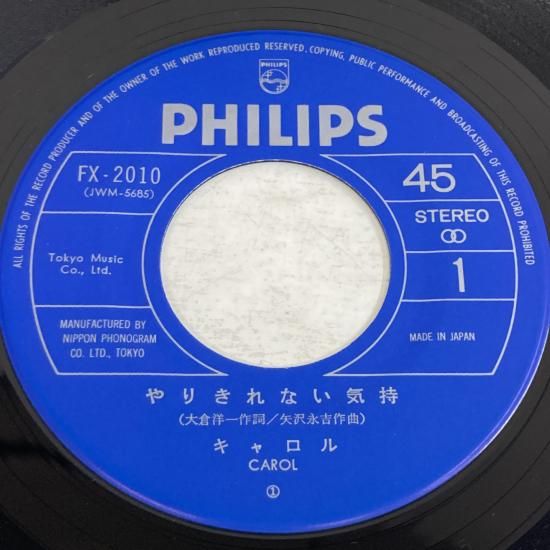 ALL RIGHTS OF THE RECORD PRODUCER AND OF THE OWNER OF THE WORK REPRODUCED RESERVED. COPYING, PUBLIC PERFORMANCE AND BROADCASTING OF THIS RECORD PROHIBITED
PHILIPS
PHILIPS
FX-2010
(JWM-5685)
45
STEREO
1
Tokyo Music
Co., Ltd.
MANUFACTURED BY
NIPPON PHONOGRAM
CO. LTD., TOKYO
MADE IN JAPAN
やりきれない気持
(大倉洋一作詞/矢沢永吉作曲)
キャロル
CAROL
①